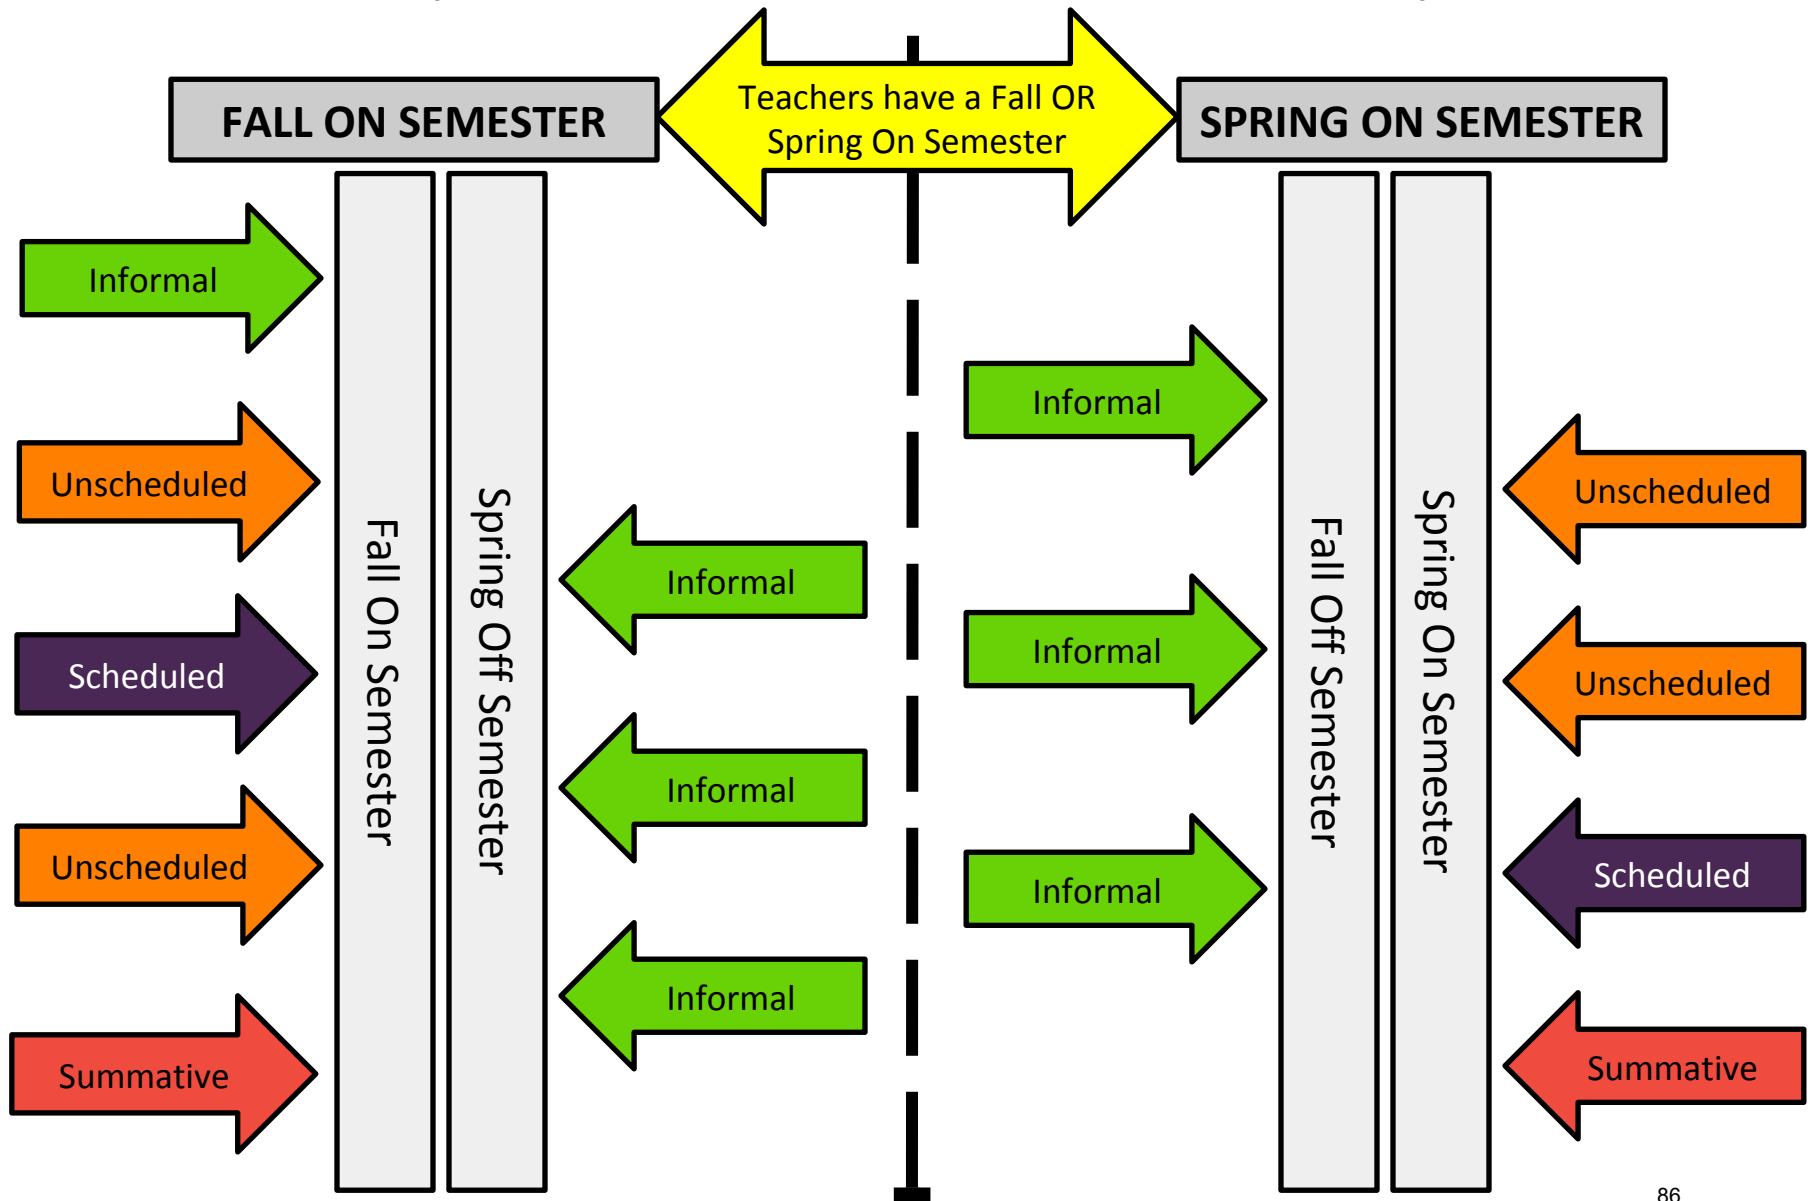 Teachers have a Fall OR
Spring On Semester
FALL ON SEMESTER
SPRING ON SEMESTER
Informal
Unscheduled
Scheduled
Unscheduled
Summative
Fall On Semester
Spring Off Semester
Informal
Informal
Informal
Informal
Informal
Informal
Fall Off Semester
Spring On Semester
Unscheduled
Unscheduled
Scheduled
Summative
86